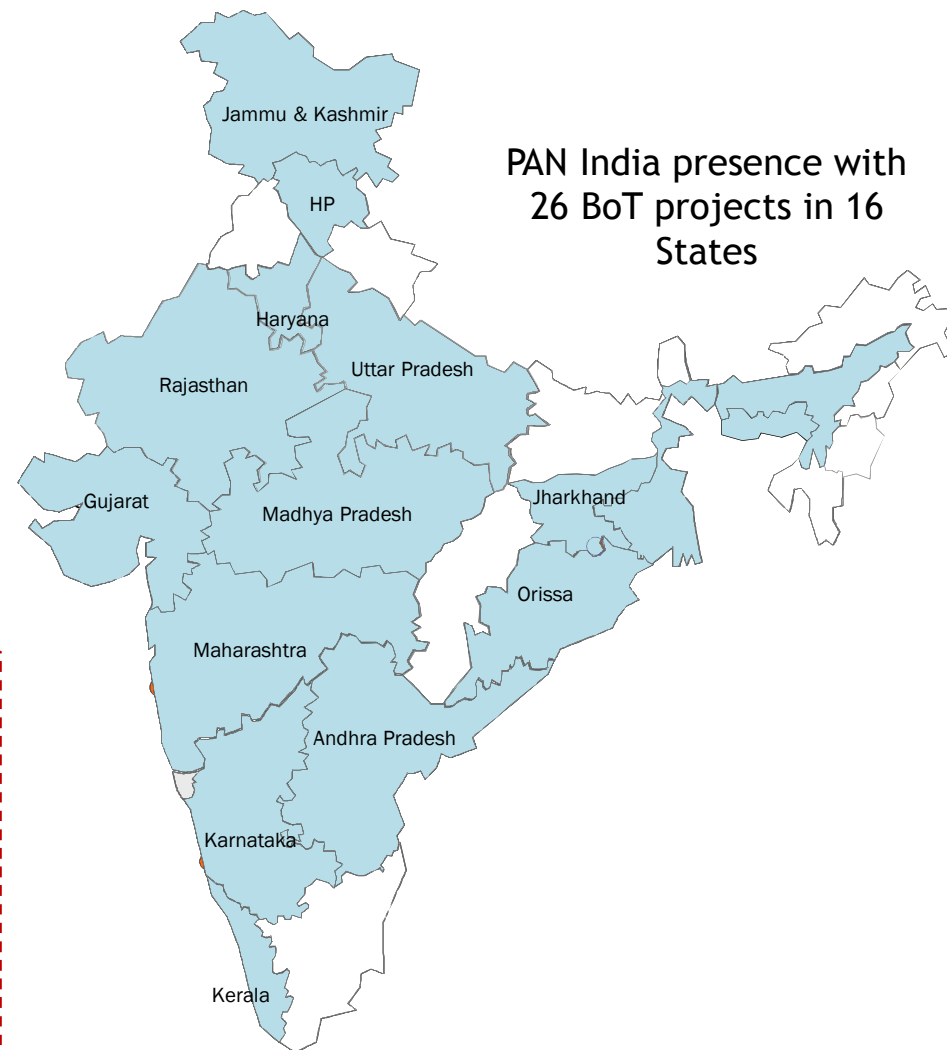 Jammu & Kashmir
PAN India presence with
26 BoT projects in 16
States
HP
Haryana
Uttar Pradesh
Rajasthan
Jharkhand
Gujarat
Madhya Pradesh
Orissa
Maharashtra
Andhra Pradesh
Karnataka
Kerala